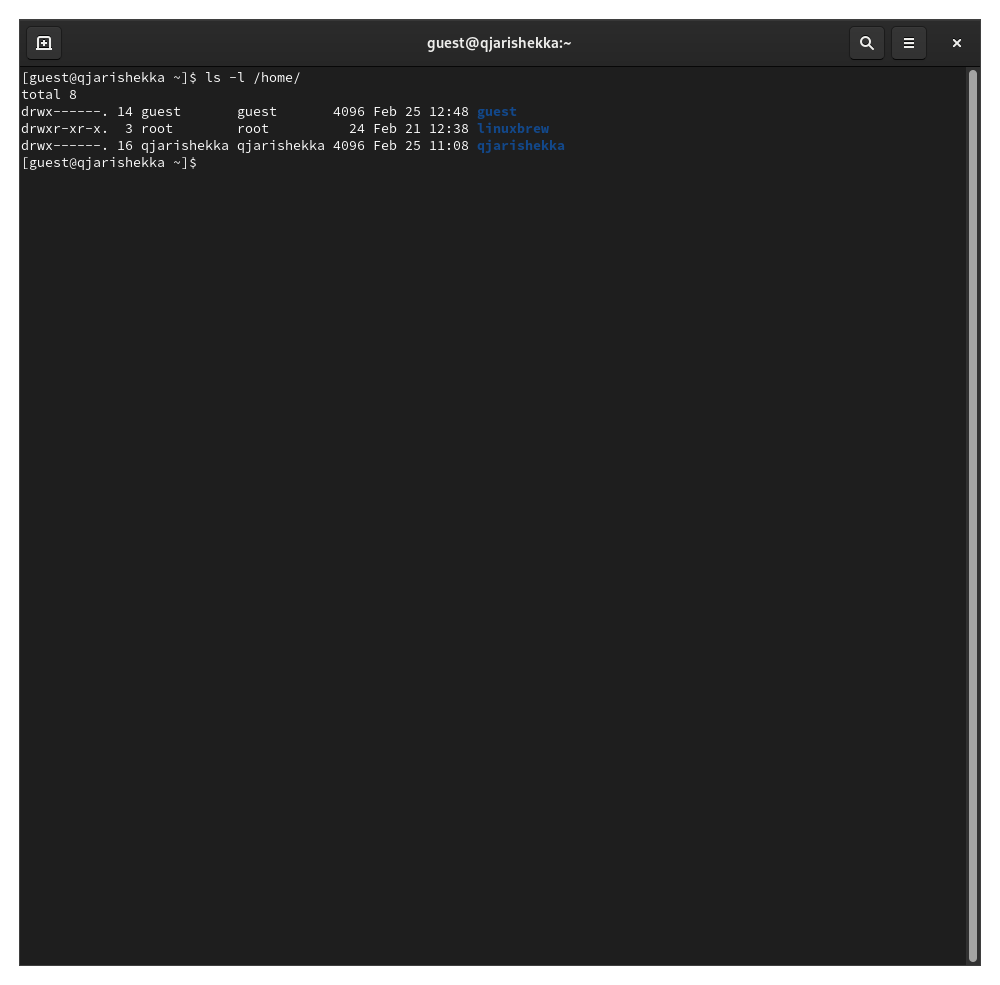 guest@qjarishekka:~
[guest@qjarishekka ~]$ ls -l /home/
total 8
drwx------. 14 guest       guest       4096 Feb 25 12:48 guest
drwxr-xr-x.  3 root        root          24 Feb 21 12:38 linuxbrew
drwx------. 16 qjarishekka qjarishekka 4096 Feb 25 11:08 qjarishekka
[guest@qjarishekka ~]$